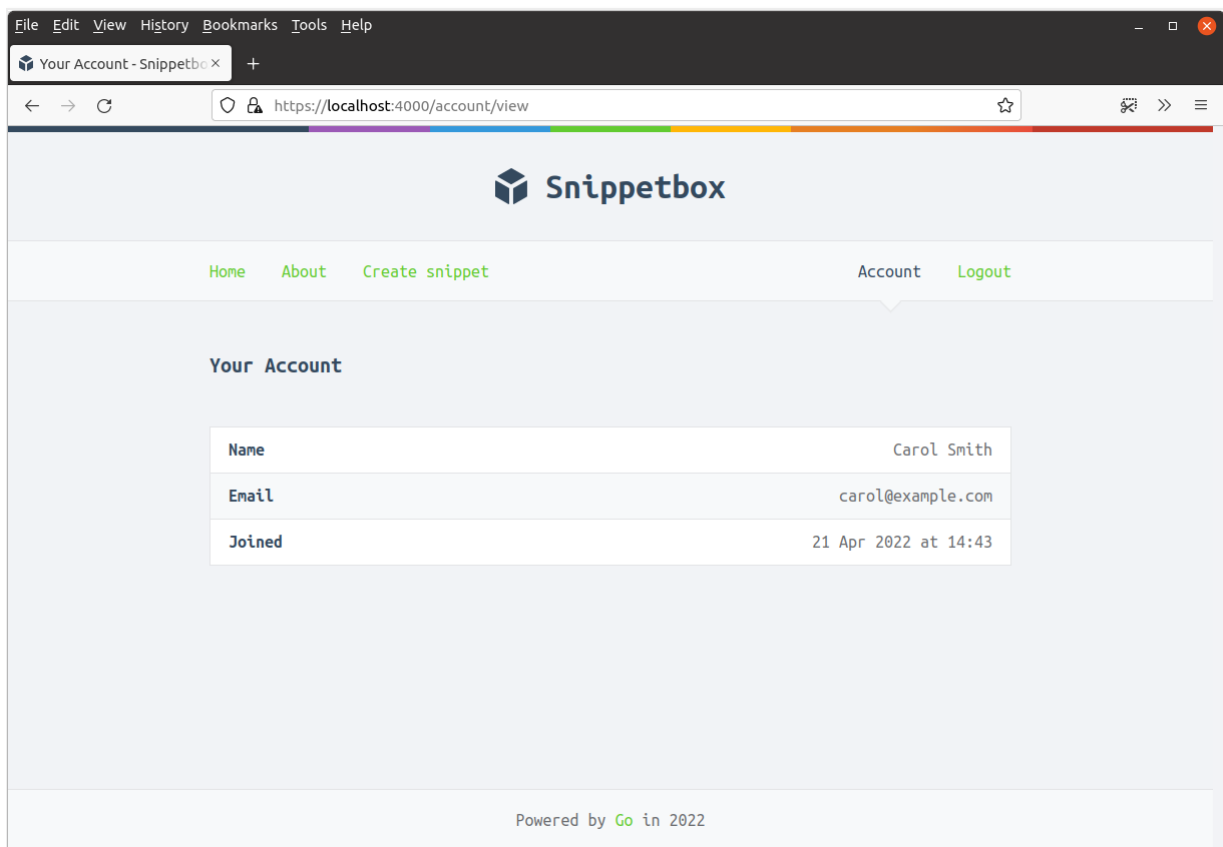 File Edit View History Bookmarks Tools Help
Your Account - Snippetbo
https://localhost:4000/account/view
Snippetbox
Home About Create snippet Account Logout
Your Account
Name Carol Smith
Email carol@example.com
Joined 21 Apr 2022 at 14:43
Powered by Go in 2022